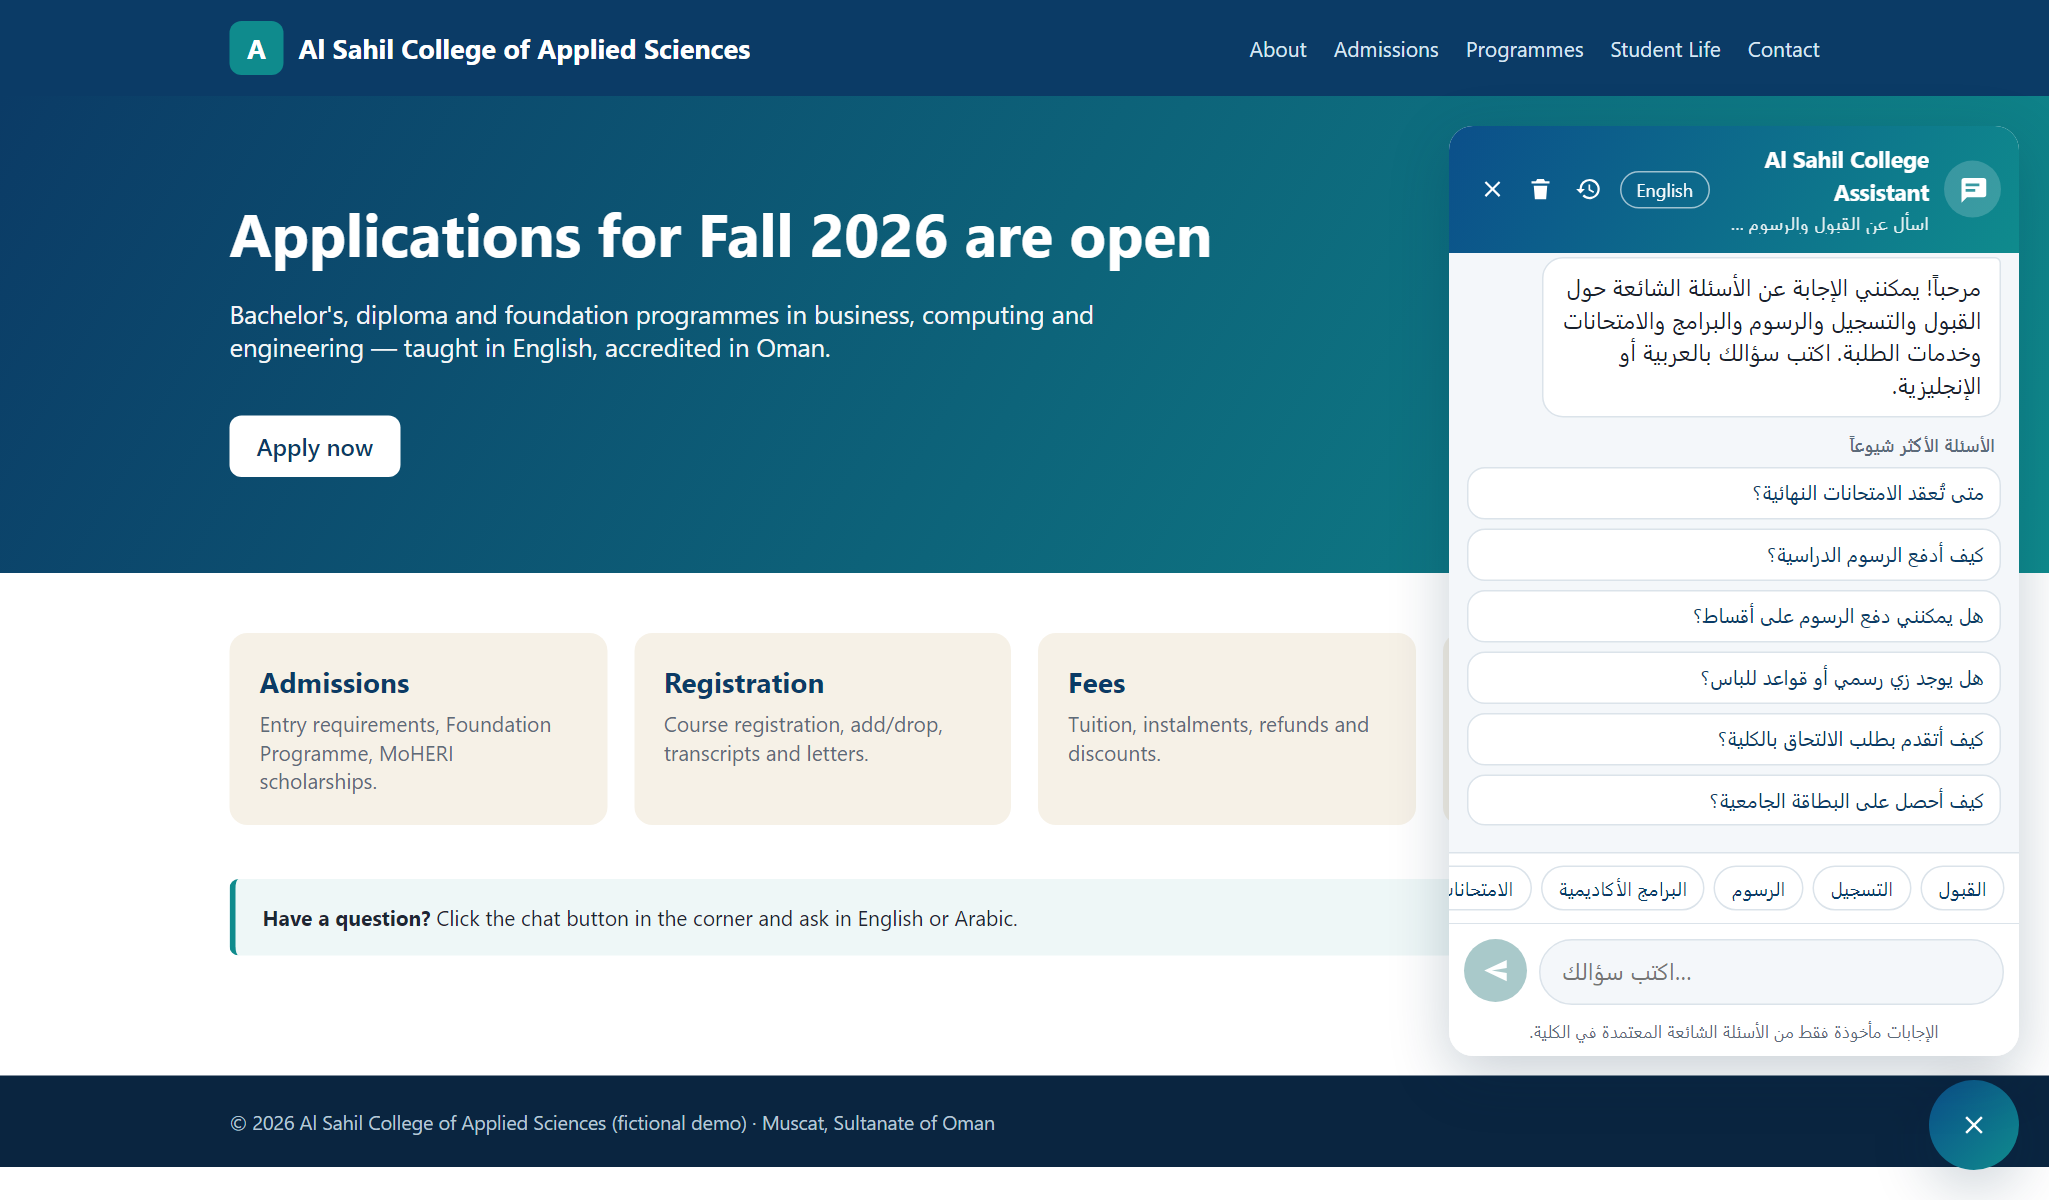 A
Al Sahil College of Applied Sciences
About Admissions Programmes Student Life Contact
Applications for Fall 2026 are open
Bachelor's, diploma and foundation programmes in business, computing and
engineering — taught in English, accredited in Oman.
Apply now
Admissions
Entry requirements, Foundation
Programme, MoHERI
scholarships.
Registration
Course registration, add/drop,
transcripts and letters.
Fees
Tuition, instalments, refunds and
discounts.
Have a question? Click the chat button in the corner and ask in English or Arabic.
© 2026 Al Sahil College of Applied Sciences (fictional demo) · Muscat, Sultanate of Oman
Al Sahil College
Assistant
اسأل عن القبول والرسوم ...
English
مرحباً! يمكنني الإجابة عن الأسئلة الشائعة حول
القبول والتسجيل والرسوم والبرامج والامتحانات
وخدمات الطلبة. اكتب سؤالك بالعربية أو
الإنجليزية.
الأسئلة الأكثر شيوعاً
متى تُعقد الامتحانات النهائية؟
كيف أدفع الرسوم الدراسية؟
هل يمكنني دفع الرسوم على أقساط؟
هل يوجد زي رسمي أو قواعد للباس؟
كيف أتقدم بطلب الالتحاق بالكلية؟
كيف أحصل على البطاقة الجامعية؟
القبول التسجيل الرسوم البرامج الأكاديمية
اكتب سؤالك...
الإجابات مأخوذة فقط من الأسئلة الشائعة المعتمدة في الكلية.